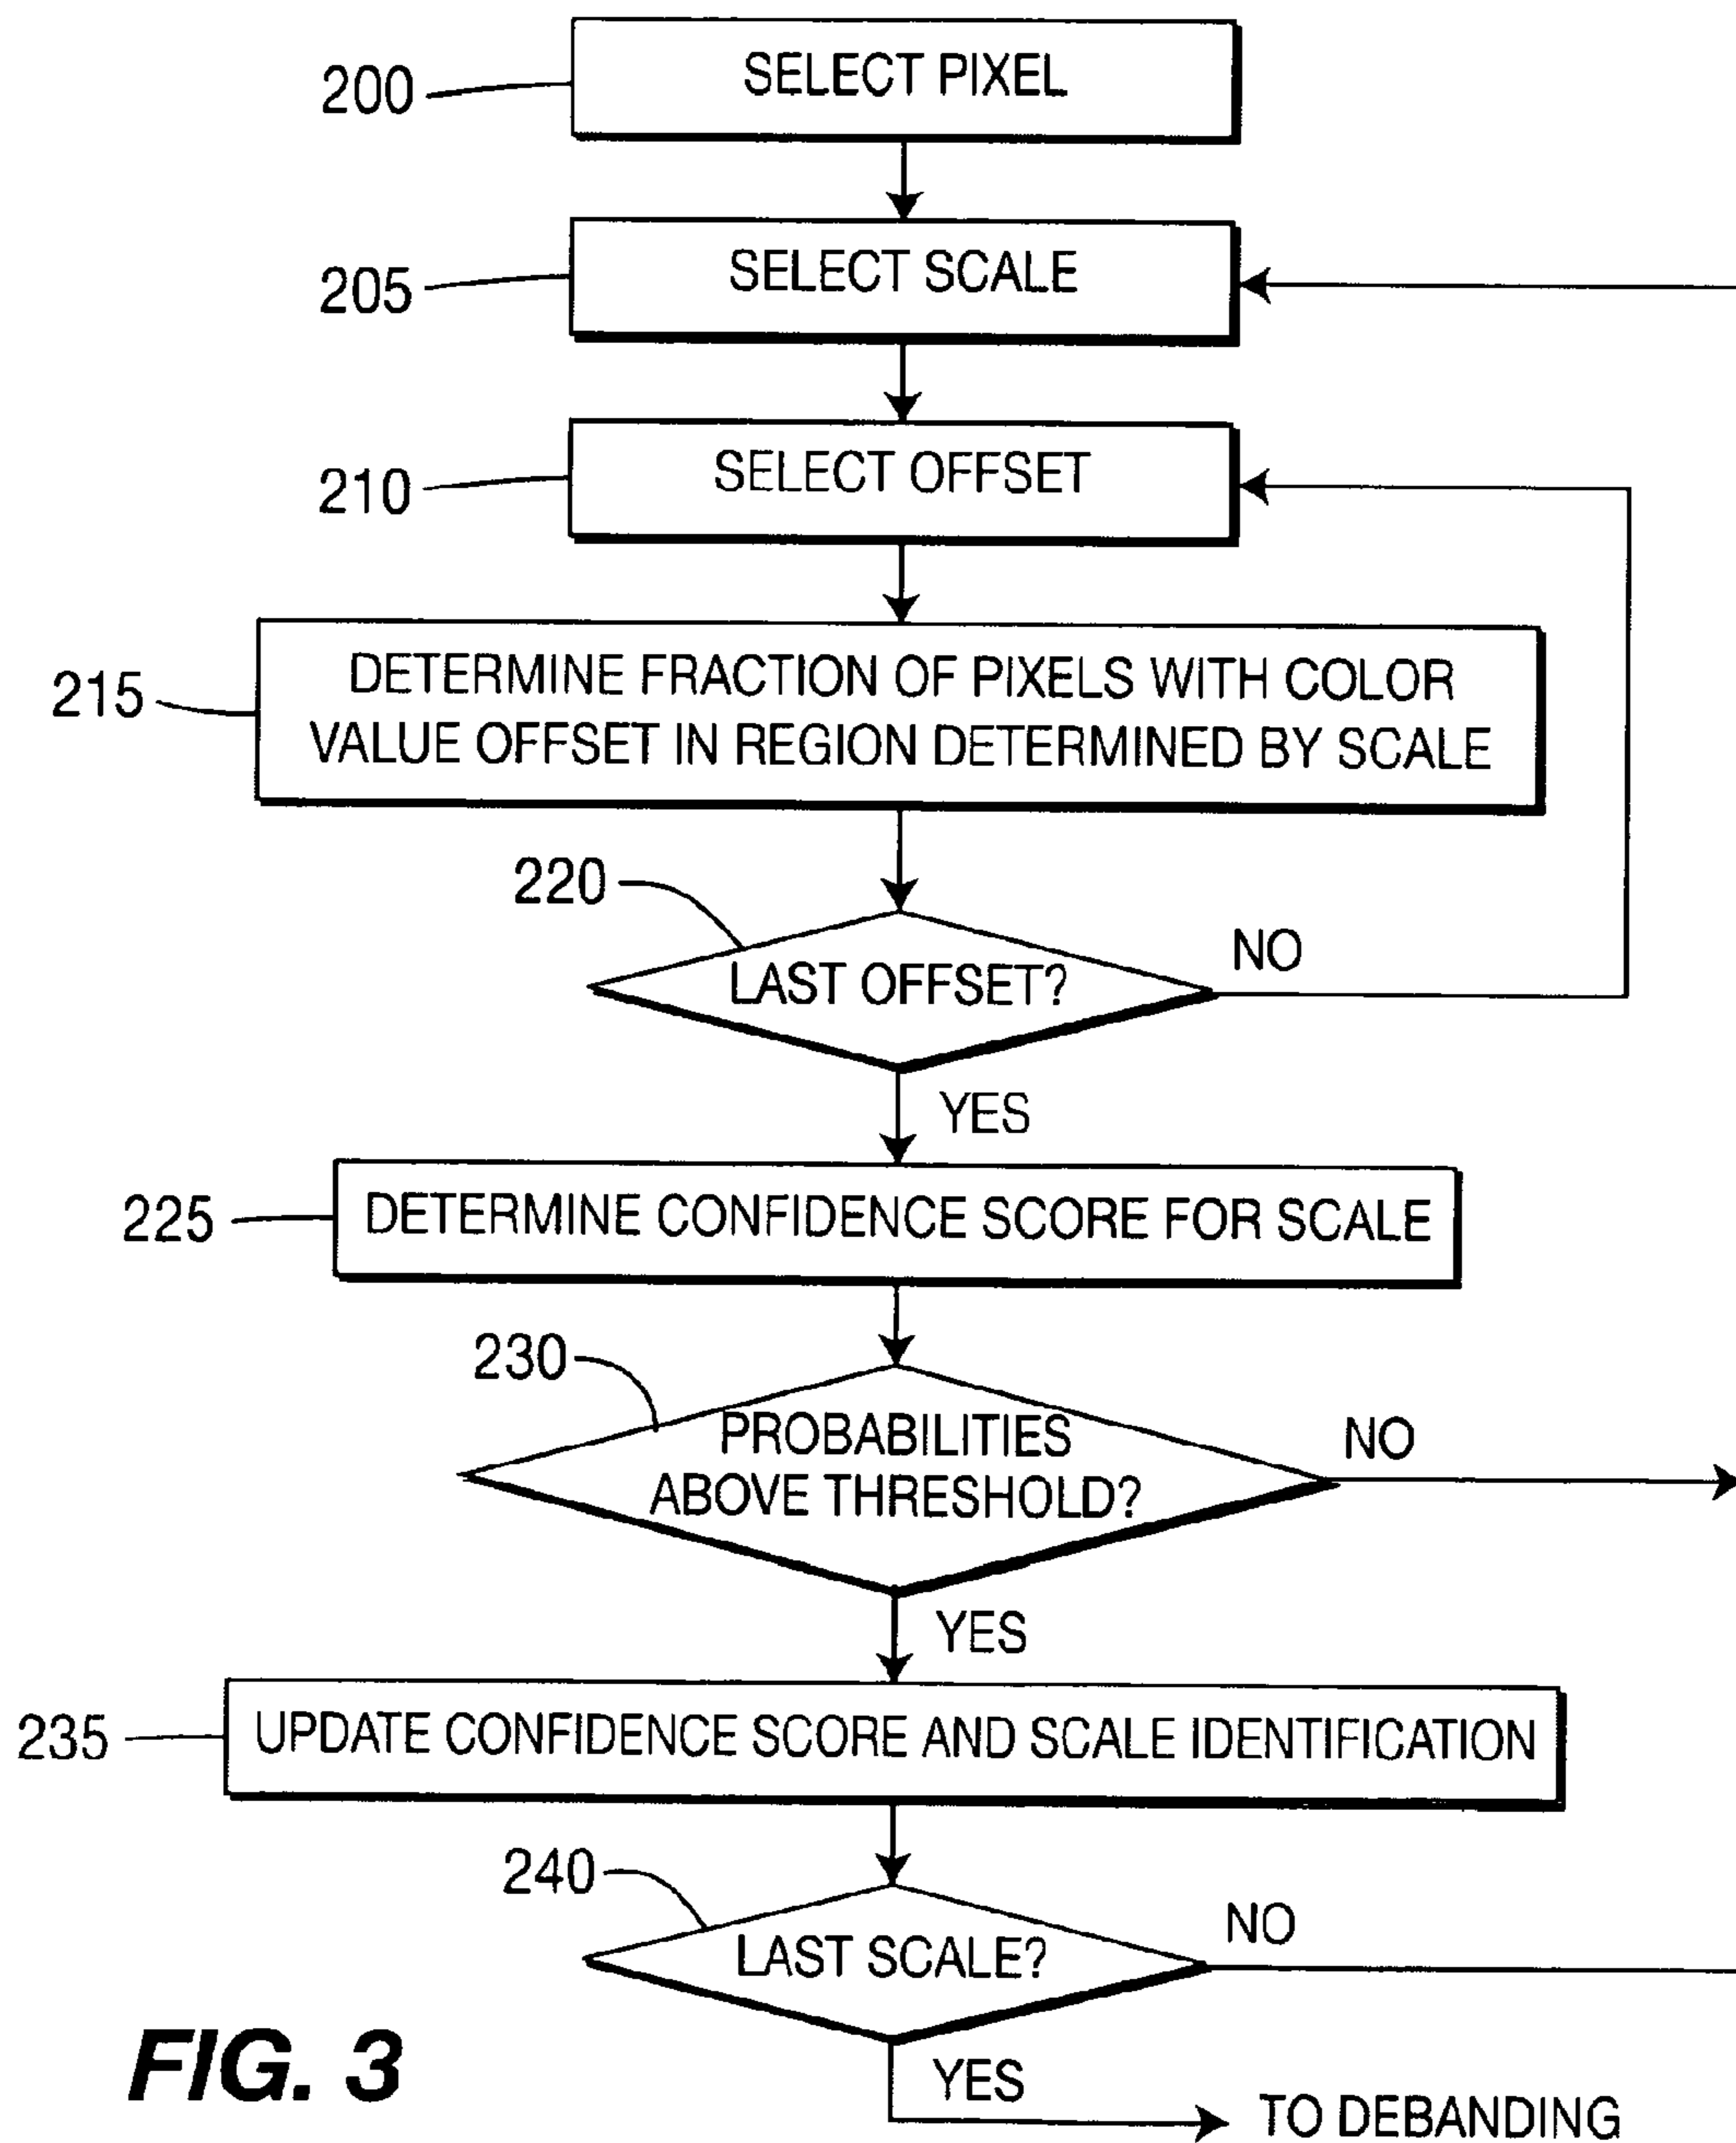 200
SELECT PIXEL
205
SELECT SCALE
210
SELECT OFFSET
215
DETERMINE FRACTION OF PIXELS WITH COLOR
VALUE OFFSET IN REGION DETERMINED BY SCALE
220
LAST OFFSET?
NO
YES
225
DETERMINE CONFIDENCE SCORE FOR SCALE
230
PROBABILITIES
ABOVE THRESHOLD?
NO
YES
235
UPDATE CONFIDENCE SCORE AND SCALE IDENTIFICATION
240
LAST SCALE?
NO
YES
TO DEBANDING
FIG. 3